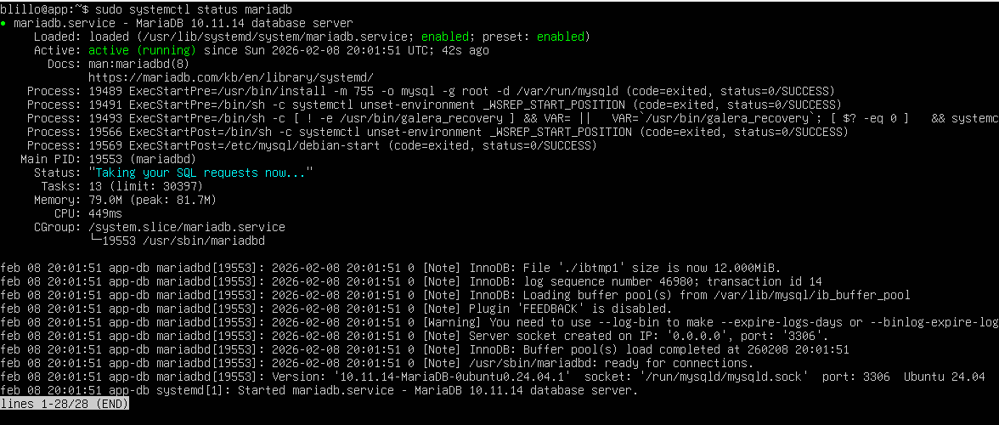 blillo@app:~$ sudo systemctl status mariadb
● mariadb.service - MariaDB 10.11.14 database server
     Loaded: loaded (/usr/lib/systemd/system/mariadb.service; enabled; preset: enabled)
     Active: active (running) since Sun 2026-02-08 20:01:51 UTC; 42s ago
       Docs: man:mariadbd(8)
             https://mariadb.com/kb/en/library/systemd/
    Process: 19489 ExecStartPre=/usr/bin/install -m 755 -o mysql -g root -d /var/run/mysqld (code=exited, status=0/SUCCESS)
    Process: 19491 ExecStartPre=/bin/sh -c systemctl unset-environment _WSREP_START_POSITION (code=exited, status=0/SUCCESS)
    Process: 19493 ExecStartPre=/bin/sh -c [ ! -e /usr/bin/galera_recovery ] && VAR= ||   VAR=`/usr/bin/galera_recovery`; [ $? -eq 0 ]   && systemc
    Process: 19566 ExecStartPost=/bin/sh -c systemctl unset-environment _WSREP_START_POSITION (code=exited, status=0/SUCCESS)
    Process: 19569 ExecStartPost=/etc/mysql/debian-start (code=exited, status=0/SUCCESS)
   Main PID: 19553 (mariadbd)
     Status: "Taking your SQL requests now..."
      Tasks: 13 (limit: 30397)
     Memory: 79.0M (peak: 81.7M)
        CPU: 449ms
     CGroup: /system.slice/mariadb.service
             └─19553 /usr/sbin/mariadbd

feb 08 20:01:51 app-db mariadbd[19553]: 2026-02-08 20:01:51 0 [Note] InnoDB: File './ibtmp1' size is now 12.000MiB.
feb 08 20:01:51 app-db mariadbd[19553]: 2026-02-08 20:01:51 0 [Note] InnoDB: log sequence number 46980; transaction id 14
feb 08 20:01:51 app-db mariadbd[19553]: 2026-02-08 20:01:51 0 [Note] InnoDB: Loading buffer pool(s) from /var/lib/mysql/ib_buffer_pool
feb 08 20:01:51 app-db mariadbd[19553]: 2026-02-08 20:01:51 0 [Note] Plugin 'FEEDBACK' is disabled.
feb 08 20:01:51 app-db mariadbd[19553]: 2026-02-08 20:01:51 0 [Warning] You need to use --log-bin to make --expire-logs-days or --binlog-expire-log
feb 08 20:01:51 app-db mariadbd[19553]: 2026-02-08 20:01:51 0 [Note] Server socket created on IP: '0.0.0.0', port: '3306'.
feb 08 20:01:51 app-db mariadbd[19553]: 2026-02-08 20:01:51 0 [Note] InnoDB: Buffer pool(s) load completed at 260208 20:01:51
feb 08 20:01:51 app-db mariadbd[19553]: 2026-02-08 20:01:51 0 [Note] /usr/sbin/mariadbd: ready for connections.
feb 08 20:01:51 app-db mariadbd[19553]: Version: '10.11.14-MariaDB-0ubuntu0.24.04.1'  socket: '/run/mysqld/mysqld.sock'  port: 3306  Ubuntu 24.04
feb 08 20:01:51 app-db systemd[1]: Started mariadb.service - MariaDB 10.11.14 database server.
lines 1-28/28 (END)